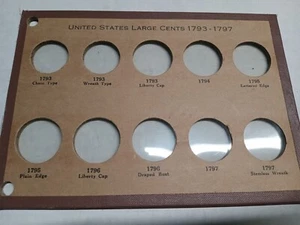 UNITED STATES LARGE CENTS 1793-1797
1793 1793 1793 1794 1795
Chain Type Wreath Type Liberty Cap Lettered Edge
1795 1796 1796 1797 1797
Plain Edge Liberty Cap Draped Bust Stemless Wreath